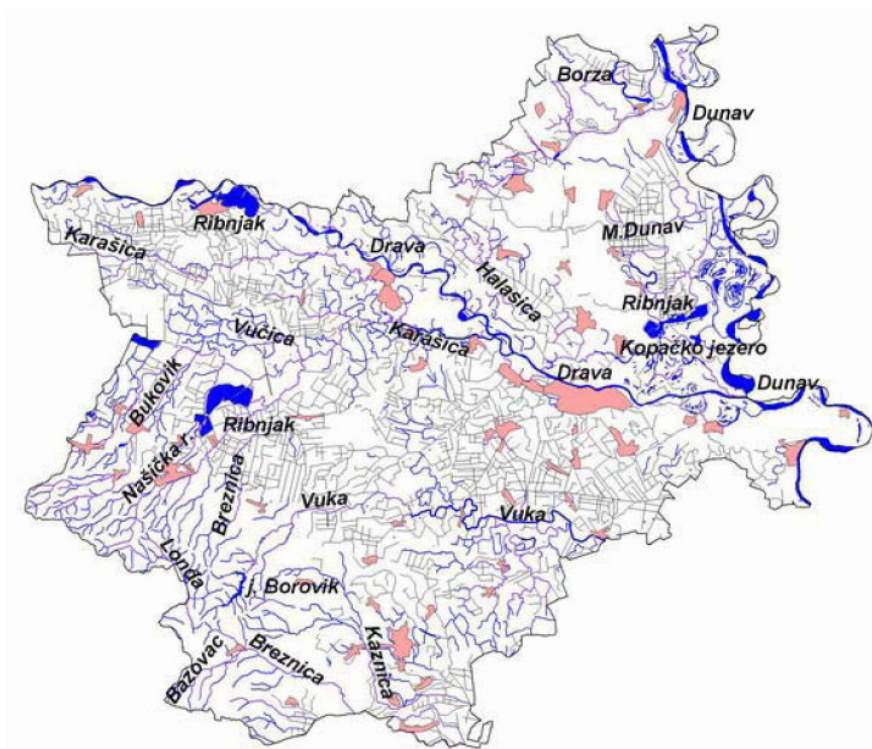 Borza
Dunav
Ribnjak
M.Dunav
Karašica
Drava
Halašica
Ribnjak
Vučica
Karašica
Kopačko jezero
Bukovik
Drava
Dunav
Ribnjak
Našička r.
Breznica
Vuka
Vuka
Londa
j. Borovik
Bazovac
Breznica
Kaznica